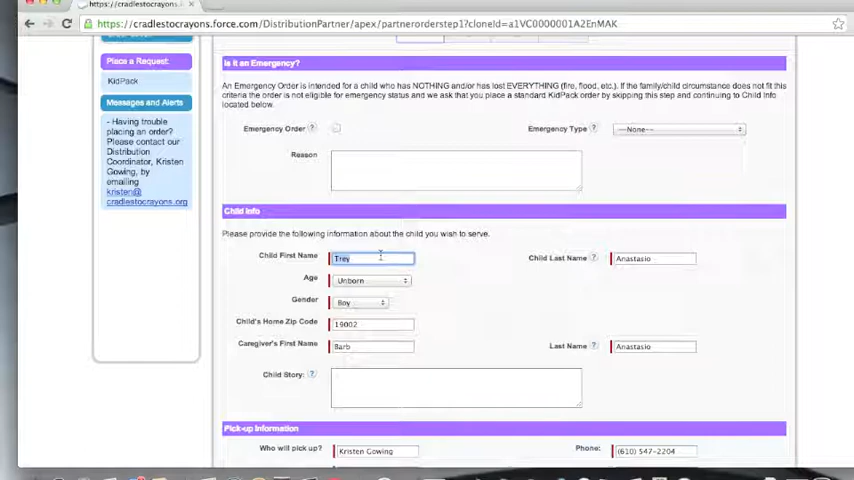 https://cradlestocrayons.force.com/DistributionPartner/apex/partnerorderstep1?cloneId=a1VC0000001A2EnMAK
Place a Request:
KidPack
Messages and Alerts
- Having trouble
placing an order?
Please contact our
Distribution
Coordinator, Kristen
Gowing, by
emailing
kristen@
cradlestocrayons.org
Is it an Emergency?
An Emergency Order is intended for a child who has NOTHING and/or has lost EVERYTHING (fire, flood, etc.). If the family/child circumstance does not fit this
criteria the order is not eligible for emergency status and we ask that you place a standard KidPack order by skipping this step and continuing to Child Info
located below.
Emergency Order ? Emergency Type ? --None--
Reason
Child Info
Please provide the following information about the child you wish to serve.
Child First Name Trey Child Last Name ? Anastasio
Age Unborn
Gender Boy
Child's Home Zip Code 19002
Caregiver's First Name Barb Last Name ? Anastasio
Child Story: ?
Pick-up Information
Who will pick up? Kristen Gowing Phone: (610) 547-2204